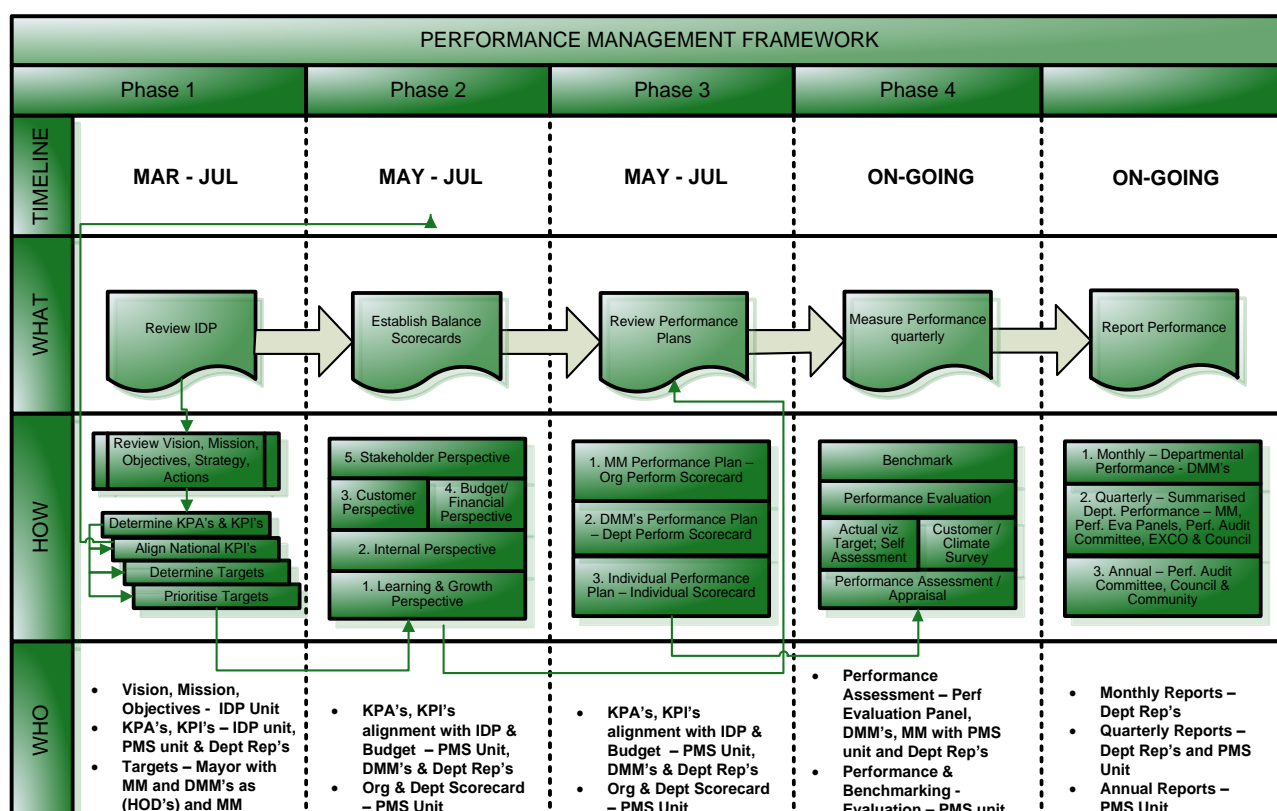 PERFORMANCE MANAGEMENT FRAMEWORK
Phase 1
Phase 2
Phase 3
Phase 4
TIMELINE
MAR - JUL
MAY - JUL
MAY - JUL
ON-GOING
ON-GOING
WHAT
Review IDP
Establish Balance
Scorecards
Review Performance
Plans
Measure Performance
quarterly
Report Performance
HOW
Review Vision, Mission,
Objectives, Strategy,
Actions
Determine KPA's & KPI's
Align National KPI's
Determine Targets
Prioritise Targets
5. Stakeholder Perspective
3. Customer
Perspective
4. Budget/
Financial
Perspective
2. Internal Perspective
1. Learning & Growth
Perspective
1. MM Performance Plan –
Org Perform Scorecard
2. DMM's Performance Plan
– Dept Perform Scorecard
3. Individual Performance
Plan – Individual Scorecard
Benchmark
Performance Evaluation
Actual viz
Target; Self
Assessment
Customer /
Climate
Survey
Performance Assessment /
Appraisal
1. Monthly – Departmental
Performance - DMM's
2. Quarterly – Summarised
Dept. Performance – MM,
Perf. Eva Panels, Perf. Audit
Committee, EXCO & Council
3. Annual – Perf. Audit
Committee, Council &
Community
WHO
• Vision, Mission,
Objectives - IDP Unit
• KPA's, KPI's – IDP unit,
PMS unit & Dept Rep's
• Targets – Mayor with
MM and DMM's as
(HOD's) and MM
• KPA's, KPI's
alignment with IDP &
Budget – PMS Unit,
DMM's & Dept Rep's
• Org & Dept Scorecard
– PMS Unit
• KPA's, KPI's
alignment with IDP &
Budget – PMS Unit,
DMM's & Dept Rep's
• Org & Dept Scorecard
– PMS Unit
• Performance
Assessment – Perf
Evaluation Panel,
DMM's, MM with PMS
unit and Dept Rep's
• Performance &
Benchmarking -
Evaluation – PMS unit
• Monthly Reports –
Dept Rep's
• Quarterly Reports –
Dept Rep's and PMS
Unit
• Annual Reports –
PMS Unit